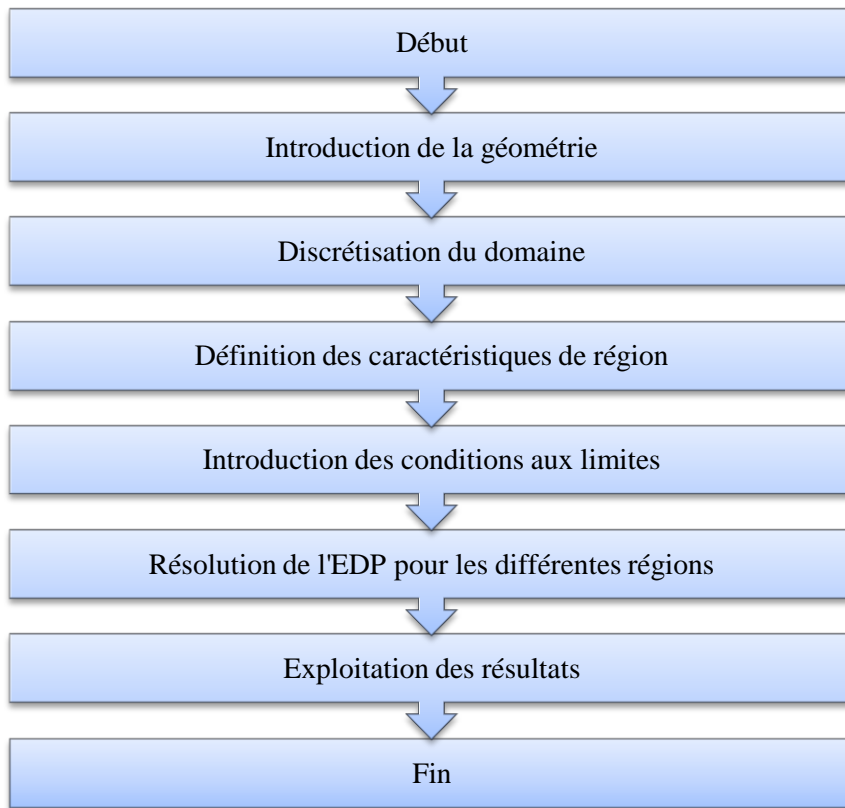 Début
Introduction de la géométrie
Discrétisation du domaine
Définition des caractéristiques de région
Introduction des conditions aux limites
Résolution de l'EDP pour les différentes régions
Exploitation des résultats
Fin